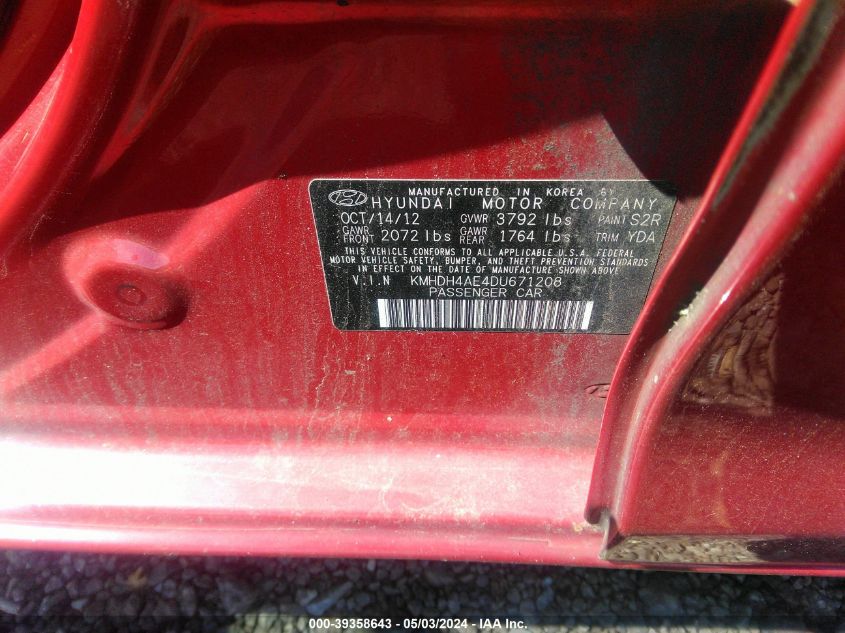 MANUFACTURED IN KOREA BY
HYUNDAI MOTOR COMPANY
OCT/14/12 GVWR 3792 lbs PAINT S2R
GAWR FRONT 2072 lbs GAWR REAR 1764 lbs TRIM YDA
THIS VEHICLE CONFORMS TO ALL APPLICABLE U.S.A. FEDERAL
MOTOR VEHICLE SAFETY, BUMPER, AND THEFT PREVENTION STANDARDS
IN EFFECT ON THE DATE OF MANUFACTURE SHOWN ABOVE
V.I.N KMHDH4AE4DU671208
PASSENGER CAR
000-39358643 - 05/03/2024 - IAA Inc.